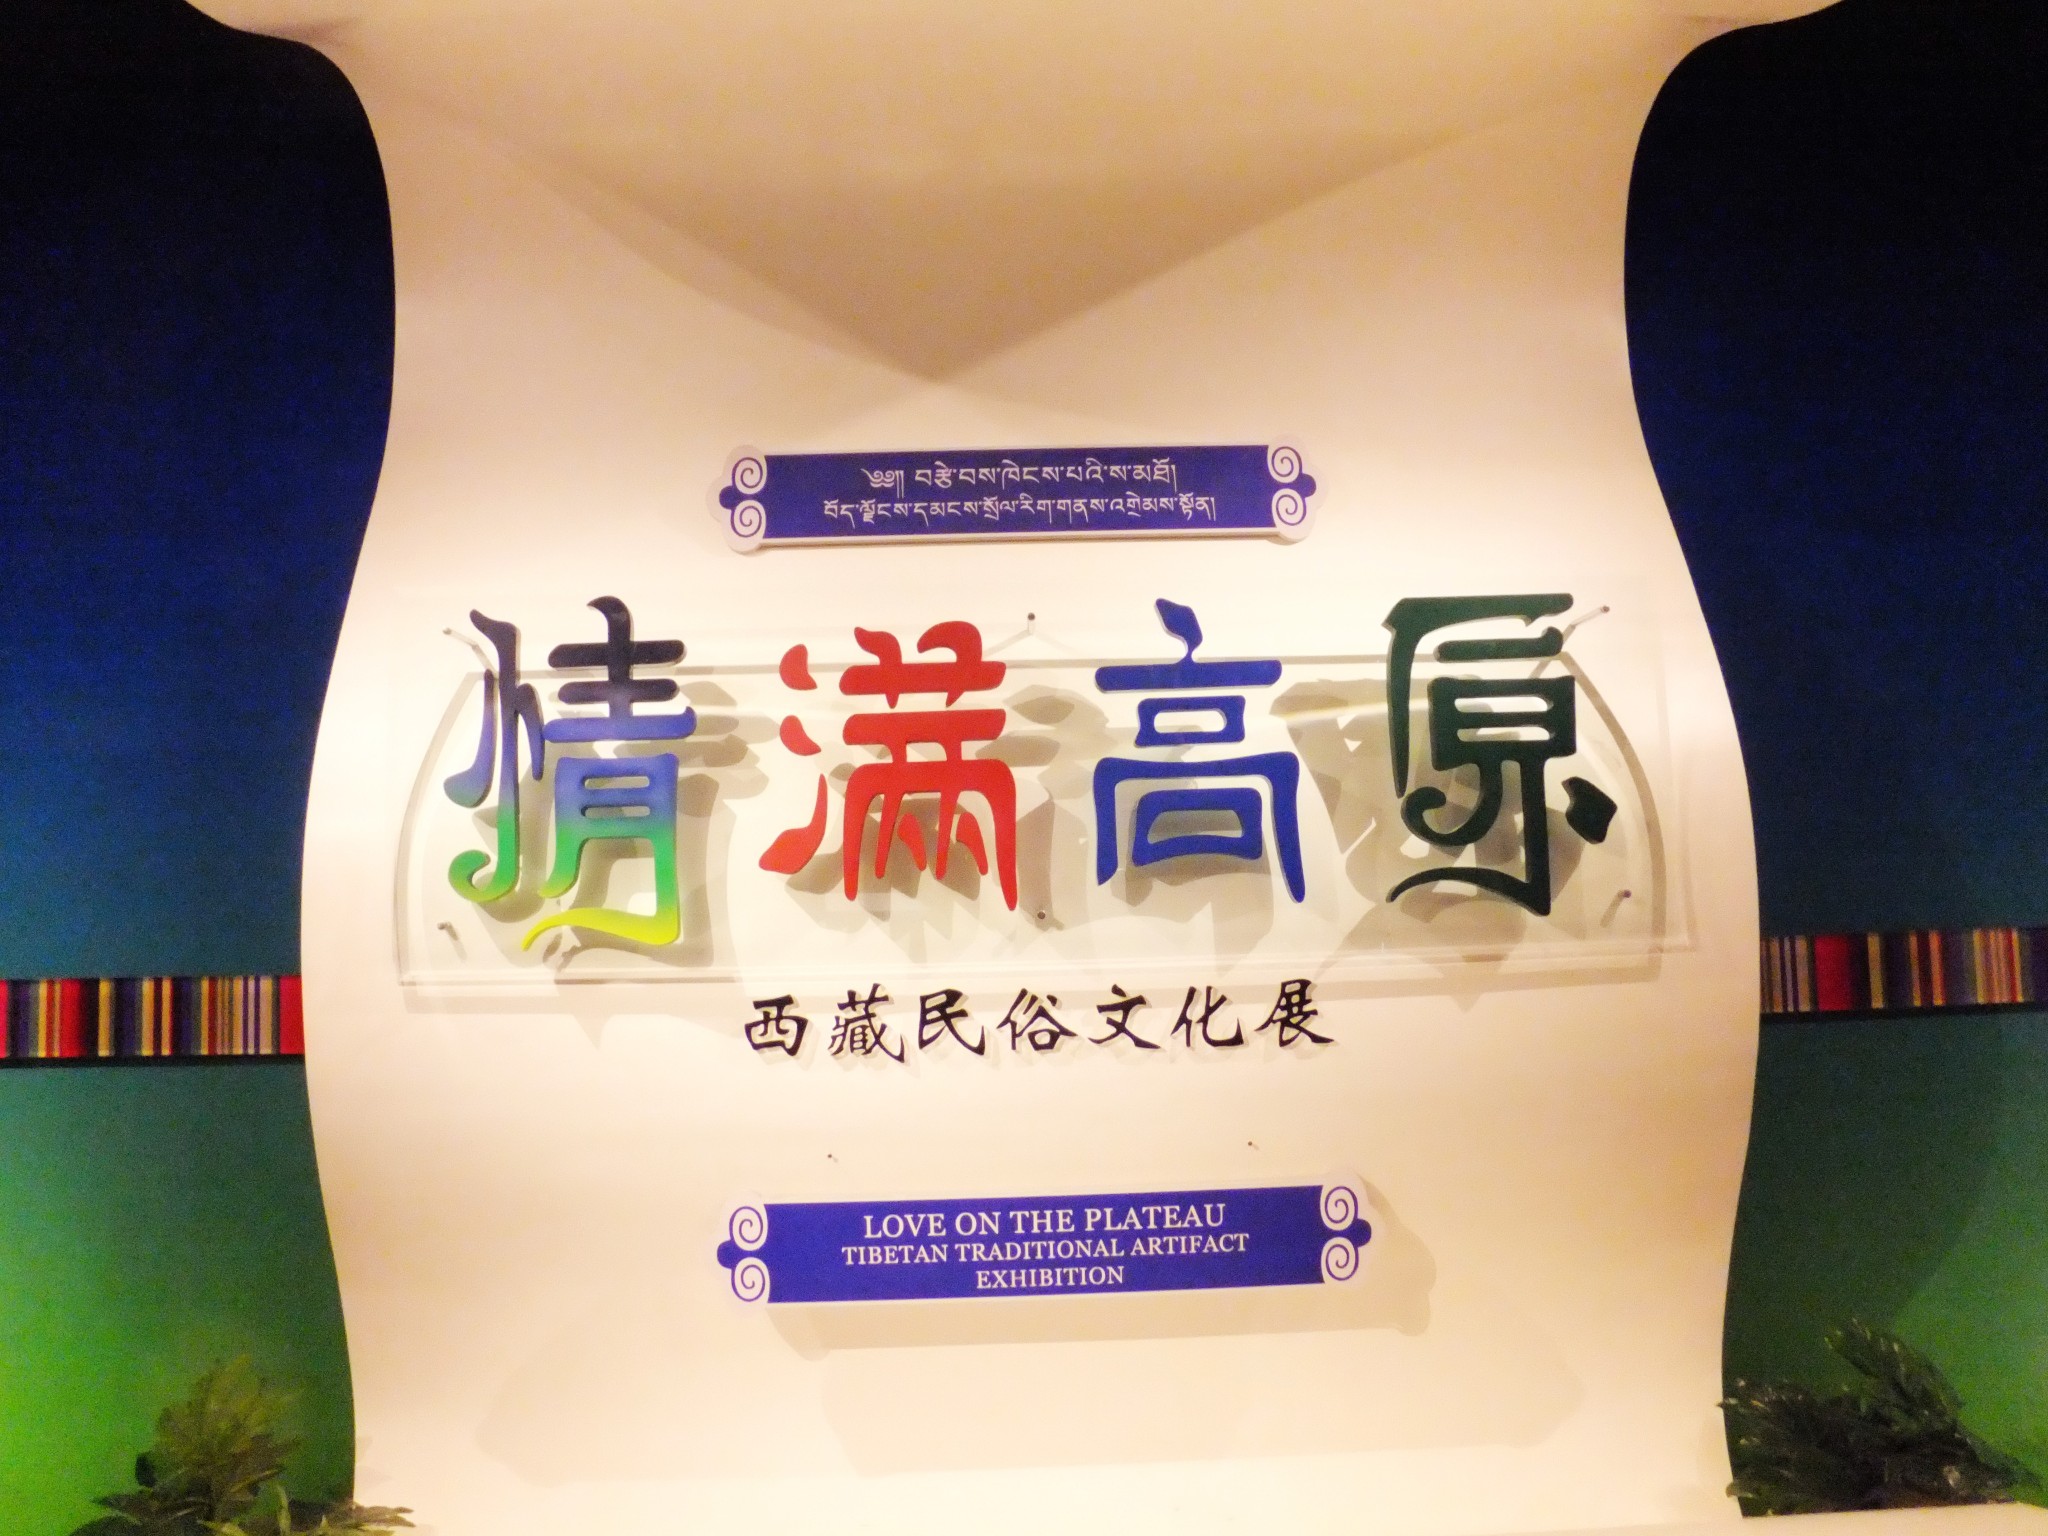 ༄༅།། བརྩེ་བས་ཁེངས་པའི་ས་མཐོ།
བོད་ལྗོངས་དམངས་སྲོལ་རིག་གནས་འགྲེམས་སྟོན།
情满高原
西藏民俗文化展
LOVE ON THE PLATEAU
TIBETAN TRADITIONAL ARTIFACT
EXHIBITION